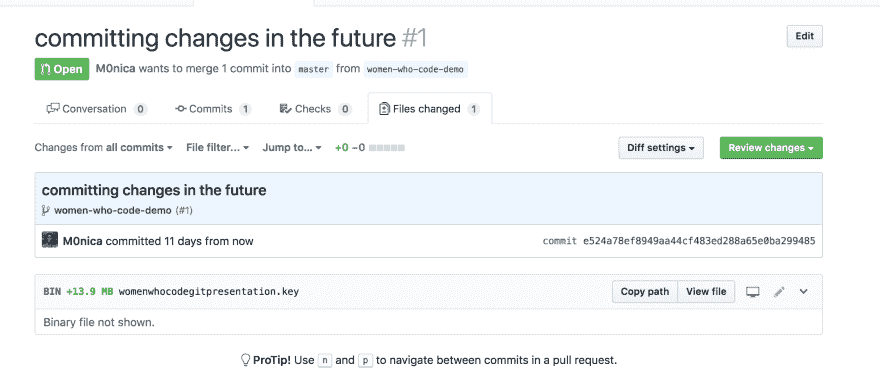 committing changes in the future #1
Edit
Open M0nica wants to merge 1 commit into master from women-who-code-demo
Conversation 0 Commits 1 Checks 0 Files changed 1
Changes from all commits File filter... Jump to... +0 −0
Diff settings Review changes
committing changes in the future
women-who-code-demo (#1)
M0nica committed 11 days from now commit e524a78ef8949aa44cf483ed288a65e0ba299485
BIN +13.9 MB womenwhocodegitpresentation.key Copy path View file
Binary file not shown.
ProTip! Use n and p to navigate between commits in a pull request.